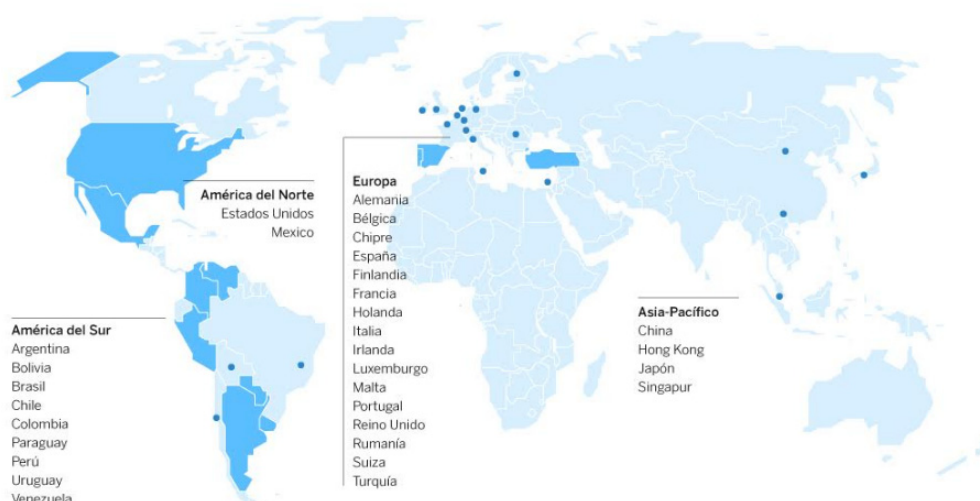 América del Norte
Estados Unidos
Mexico
América del Sur
Argentina
Bolivia
Brasil
Chile
Colombia
Paraguay
Perú
Uruguay
Venezuela
Europa
Alemania
Bélgica
Chipre
España
Finlandia
Francia
Holanda
Italia
Irlanda
Luxemburgo
Malta
Portugal
Reino Unido
Rumanía
Suiza
Turquía
Asia-Pacífico
China
Hong Kong
Japón
Singapur